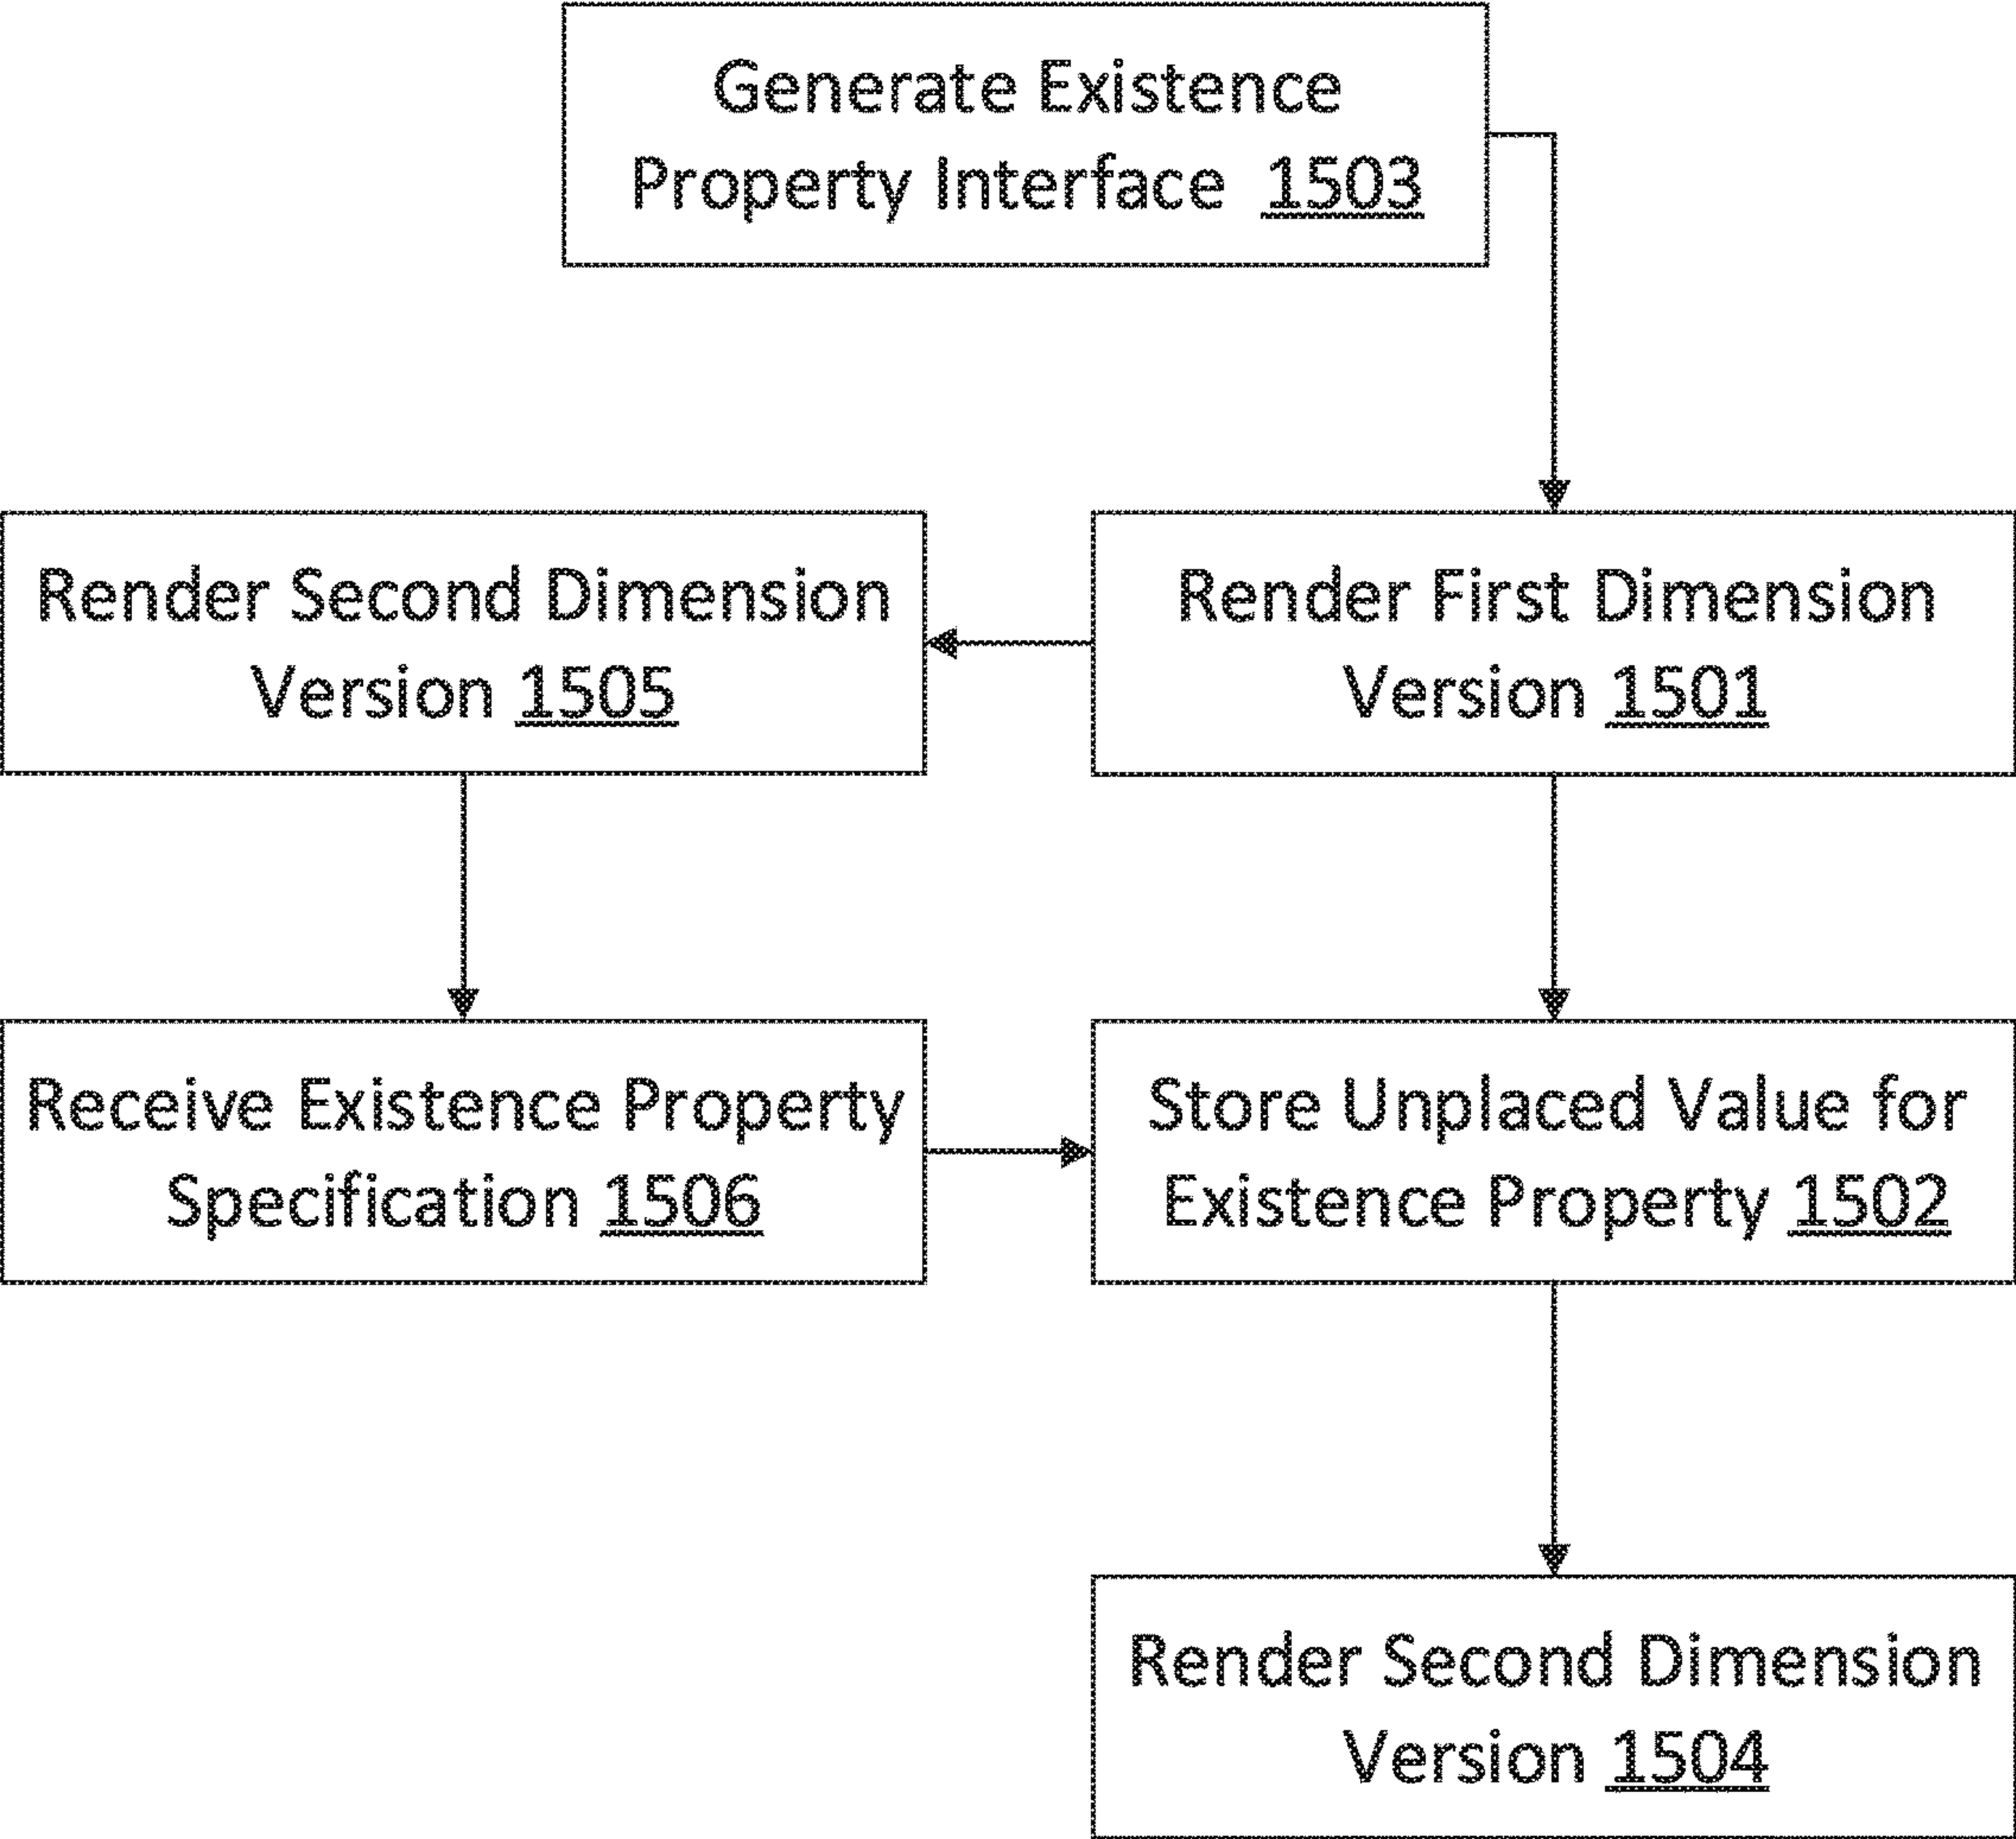 Generate Existence
Property Interface 1503
Render Second Dimension
Version 1505
Render First Dimension
Version 1501
Receive Existence Property
Specification 1506
Store Unplaced Value for
Existence Property 1502
Render Second Dimension
Version 1504